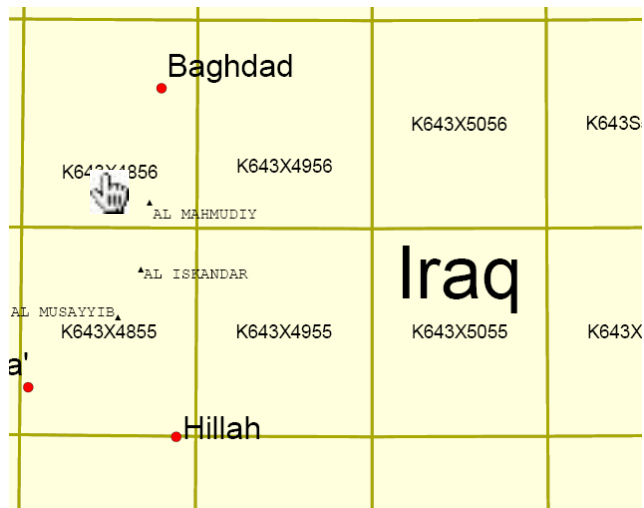 Baghdad
K643X5056
K643S
K643X4856
K643X4956
AL MAHMUDIY
Iraq
AL ISKANDAR
AL MUSAYYIB
K643X4855
K643X4955
K643X5055
K643X
a'
Hillah